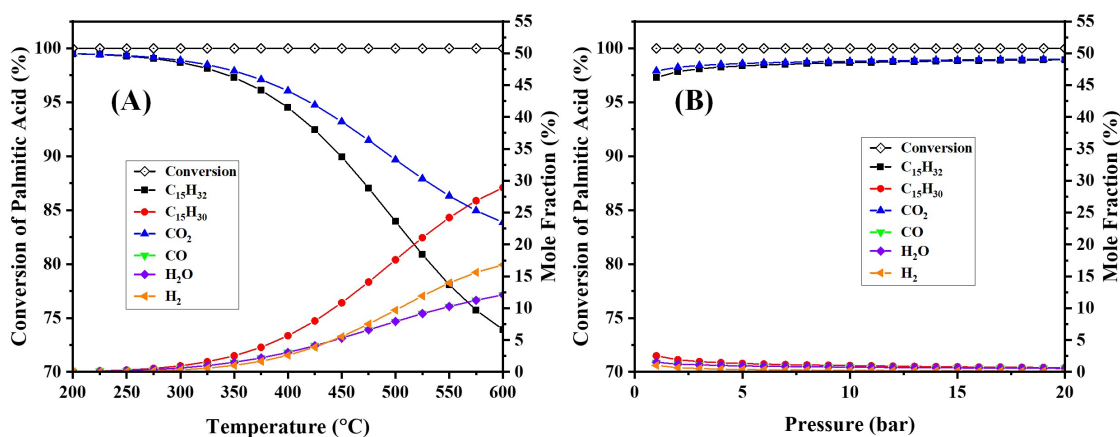 Conversion of Palmitic Acid (%)
100
95
90
85
80
75
70
(A)
Conversion
C₁₅H₃₂
C₁₅H₃₀
CO₂
CO
H₂O
H₂
200 250 300 350 400 450 500 550 600
Temperature (°C)
55
50
45
40
35
30
25
20
15
10
5
0
Mole Fraction (%)
Conversion of Palmitic Acid (%)
100
95
90
85
80
75
70
(B)
Conversion
C₁₅H₃₂
C₁₅H₃₀
CO₂
CO
H₂O
H₂
0 5 10 15 20
Pressure (bar)
55
50
45
40
35
30
25
20
15
10
5
0
Mole Fraction (%)